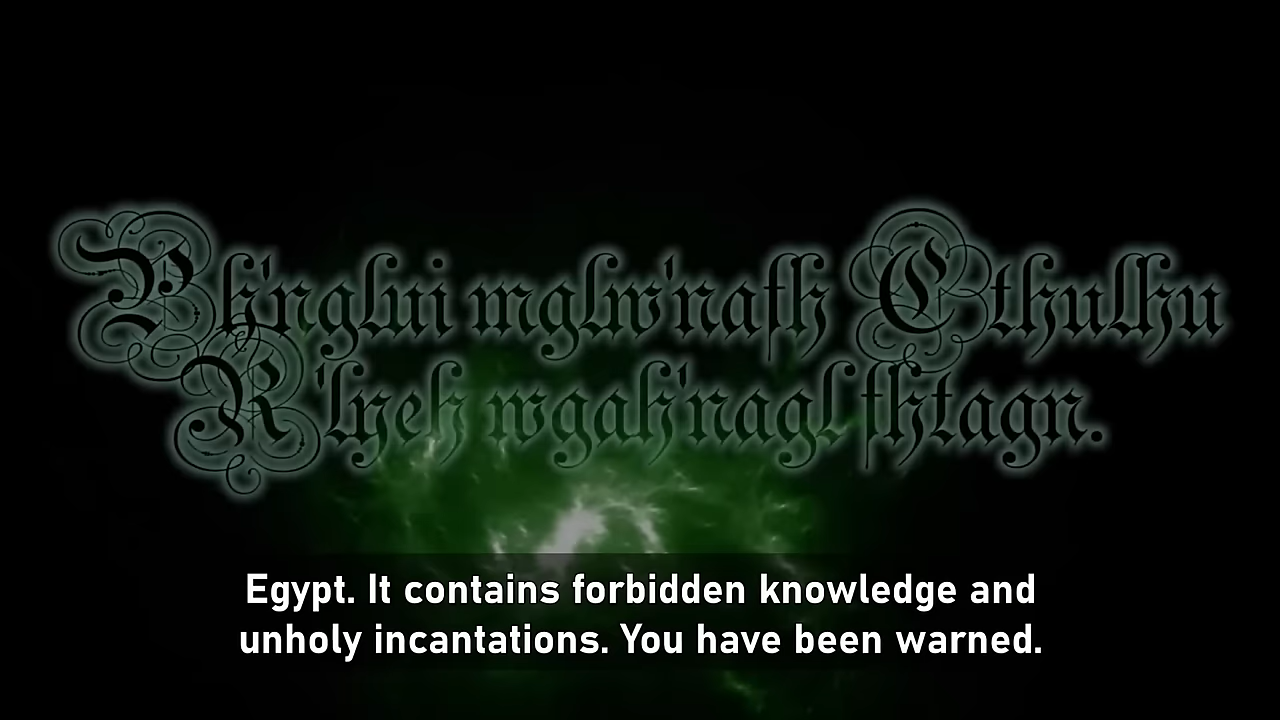 Ph'nglui mglw'nafh Cthulhu
R'lyeh wgah'nagl fhtagn.
Egypt. It contains forbidden knowledge and
unholy incantations. You have been warned.